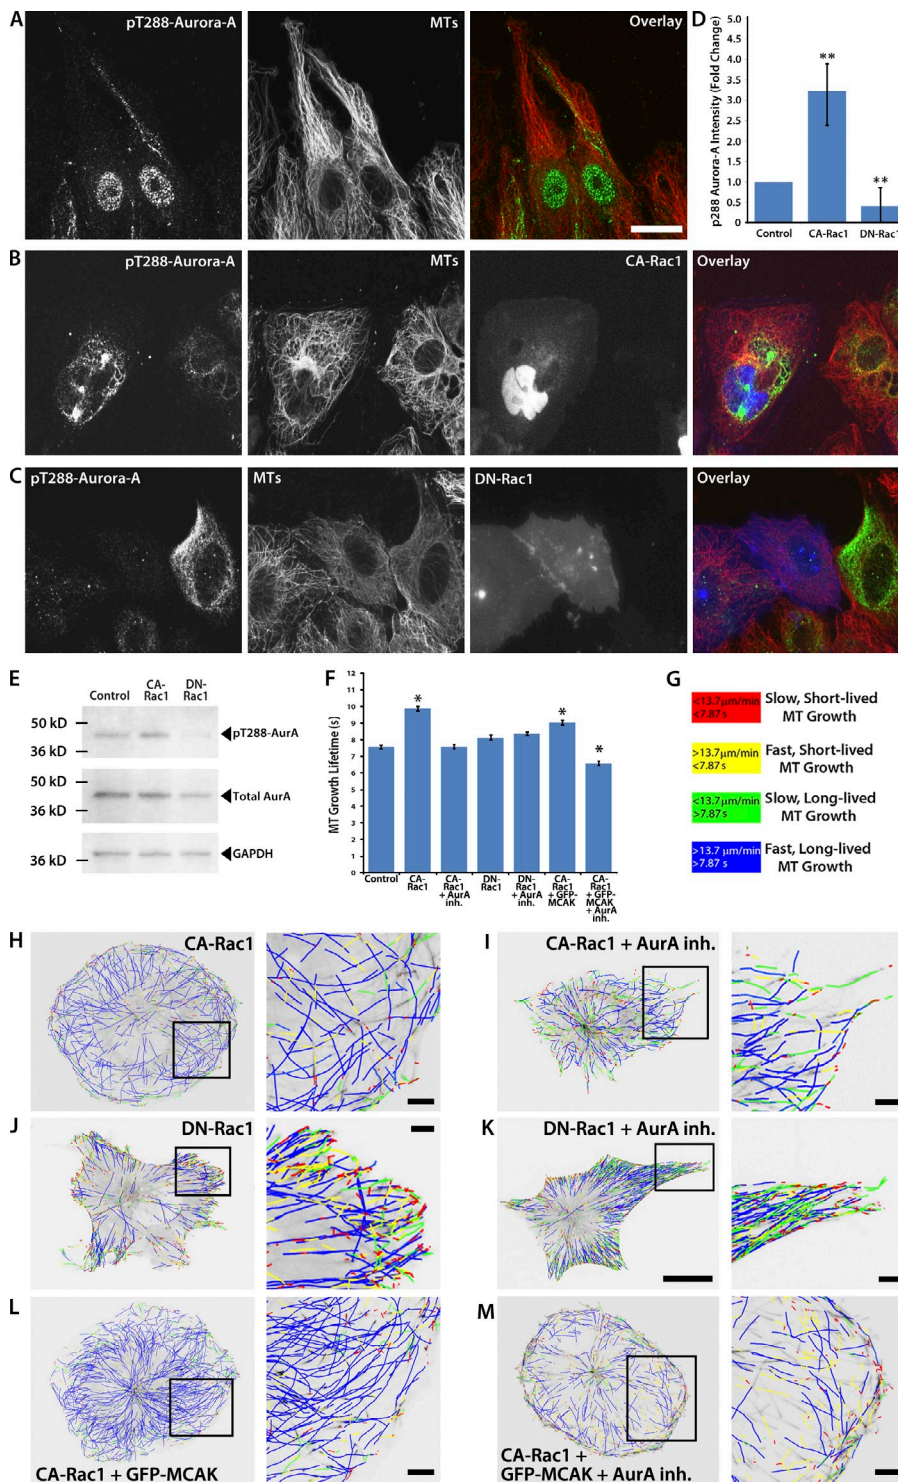 A
pT288-Aurora-A
MTs
Overlay
D
p288 Aurora-A Intensity (Fold Change)
5.0
4.5
4.0
3.5
3.0
2.5
2.0
1.5
1.0
0.5
0
**
**
Control
CA-Rac1
DN-Rac1
B
pT288-Aurora-A
MTs
CA-Rac1
Overlay
C
pT288-Aurora-A
MTs
DN-Rac1
Overlay
E
Control
CA-
Rac1
DN-
Rac1
50 kD
36 kD
pT288-AurA
50 kD
36 kD
Total AurA
36 kD
GAPDH
F
MT Growth Lifetime (s)
12
11
10
9
8
7
6
5
4
3
2
1
0
*
*
*
Control
CA-
Rac1
CA-
Rac1
+ AurA
inh.
DN-
Rac1
DN-
Rac1
+ AurA
inh.
CA-
Rac1
+ GFP-
MCAK
CA-
Rac1
+ GFP-
MCAK
+ AurA
inh.
G
<13.7μm/min
<7.87 s
Slow, Short-lived
MT Growth
>13.7μm/min
<7.87 s
Fast, Short-lived
MT Growth
<13.7μm/min
>7.87 s
Slow, Long-lived
MT Growth
>13.7 μm/min
>7.87 s
Fast, Long-lived
MT Growth
H
CA-Rac1
I
CA-Rac1 + AurA inh.
J
DN-Rac1
K
DN-Rac1 + AurA inh.
L
CA-Rac1 + GFP-MCAK
M
CA-Rac1 +
GFP-MCAK + AurA inh.